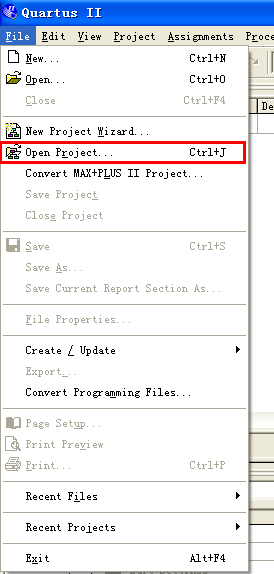 Quartus II
File Edit View Project Assignments Proce
New... Ctrl+N
Open... Ctrl+O
Close Ctrl+F4
De
New Project Wizard...
Open Project... Ctrl+J
Convert MAX+PLUS II Project...
Save Project
Close Project
Save Ctrl+S
Save As...
Save Current Report Section As...
File Properties...
Create / Update
Export...
Convert Programming Files...
Page Setup...
Print Preview
Print... Ctrl+P
Recent Files
Recent Projects
Exit Alt+F4